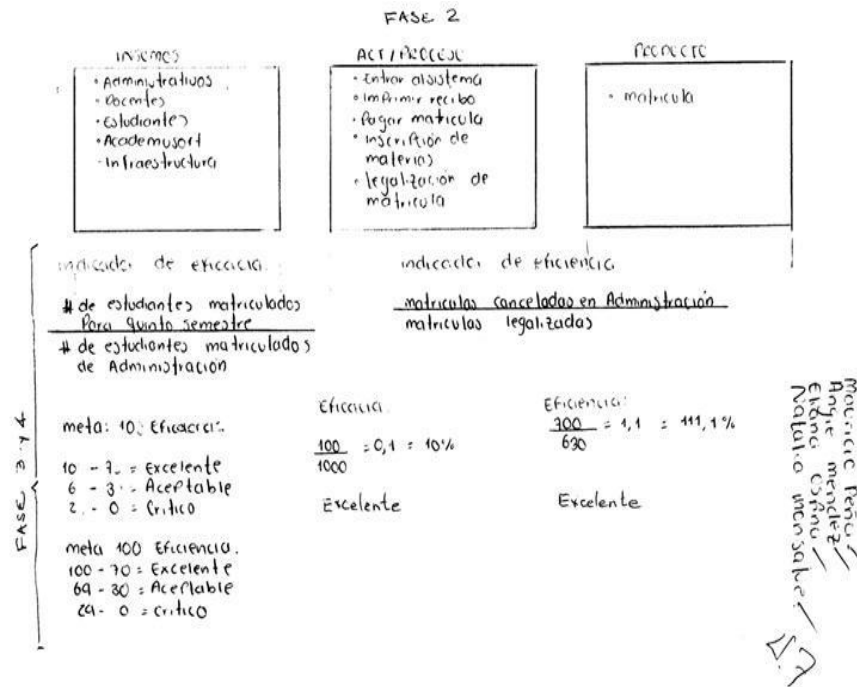 FASE 2
INSUMOS
• Administrativos
• Docentes
• Estudiantes
• Academusoft
• Infraestructura
ACT/PROCESO
• Entrar al sistema
• Imprimir recibo
• Pagar matricula
• inscripción de
materias
• legalización de
matricula
PRODUCTO
• matricula
FASE 3 y 4
indicador de eficacia.
# de estudiantes matriculados
Para quinto semestre
# de estudiantes matriculados
de Administración
indicador de eficiencia
matriculas canceladas en Administración
matriculas legalizadas
meta: 10% Eficacia.
10 - 7 = Excelente
6 - 3 = Aceptable
2 - 0 = Critico
meta 100 Eficiencia.
100 - 70 = Excelente
69 - 30 = Aceptable
29 - 0 = Critico
Eficacia.
100
1000
= 0,1 = 10%
Excelente
Eficiencia:
700
630
= 1,1 = 111,1%
Excelente
Peña
Angie mendez
Natalia monsalve
4.7